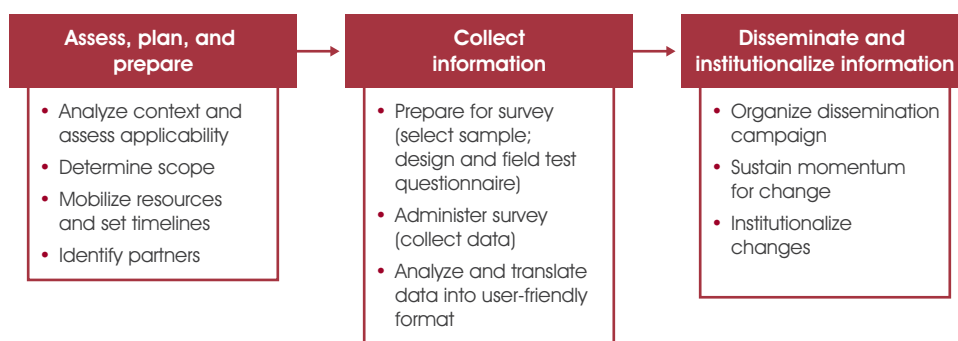 Assess, plan, and
prepare
• Analyze context and
assess applicability
• Determine scope
• Mobilize resources
and set timelines
• Identify partners
Collect
information
• Prepare for survey
(select sample;
design and field test
questionnaire)
• Administer survey
(collect data)
• Analyze and translate
data into user-friendly
format
Disseminate and
institutionalize information
• Organize dissemination
campaign
• Sustain momentum
for change
• Institutionalize
changes